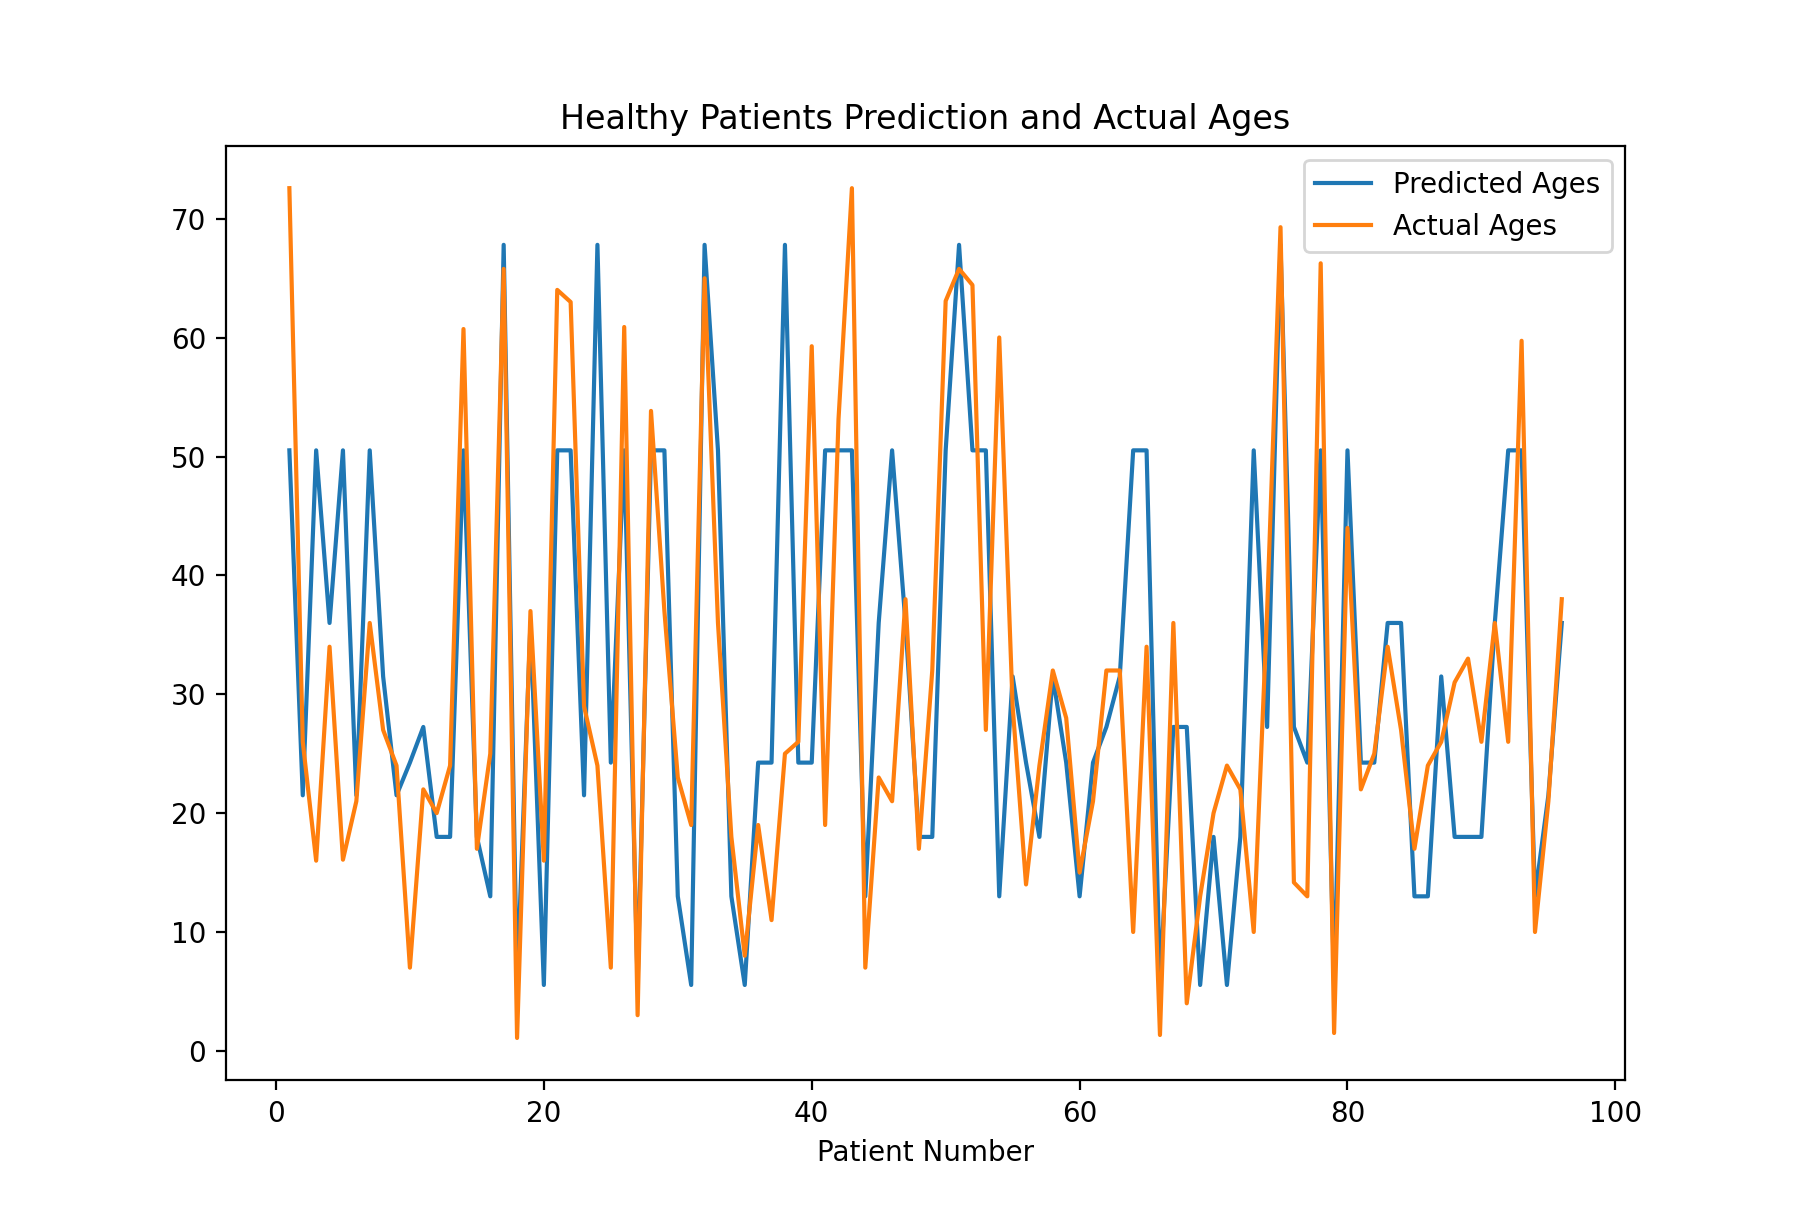 Healthy Patients Prediction and Actual Ages
Predicted Ages
Actual Ages
70
60
50
40
30
20
10
0
0 20 40 60 80 100
Patient Number